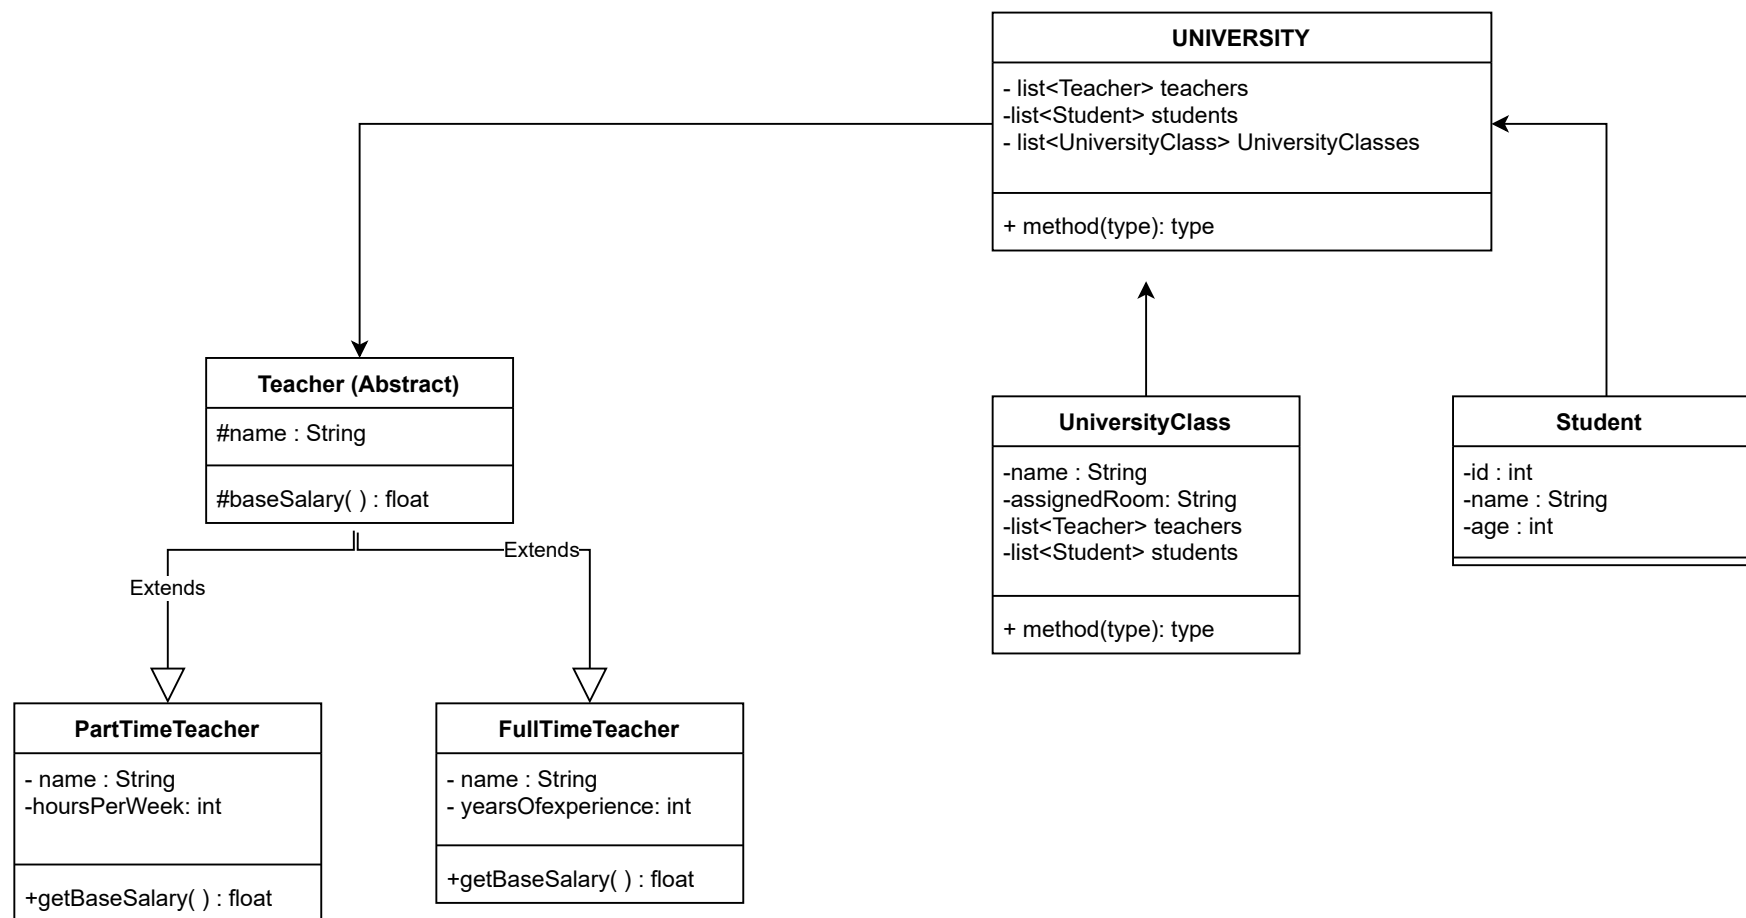 UNIVERSITY
- list<Teacher> teachers
-list<Student> students
- list<UniversityClass> UniversityClasses
+ method(type): type
Teacher (Abstract)
#name : String
#baseSalary( ) : float
Extends
Extends
UniversityClass
-name : String
-assignedRoom: String
-list<Teacher> teachers
-list<Student> students
+ method(type): type
Student
-id : int
-name : String
-age : int
PartTimeTeacher
- name : String
-hoursPerWeek: int
+getBaseSalary( ) : float
FullTimeTeacher
- name : String
- yearsOfexperience: int
+getBaseSalary( ) : float